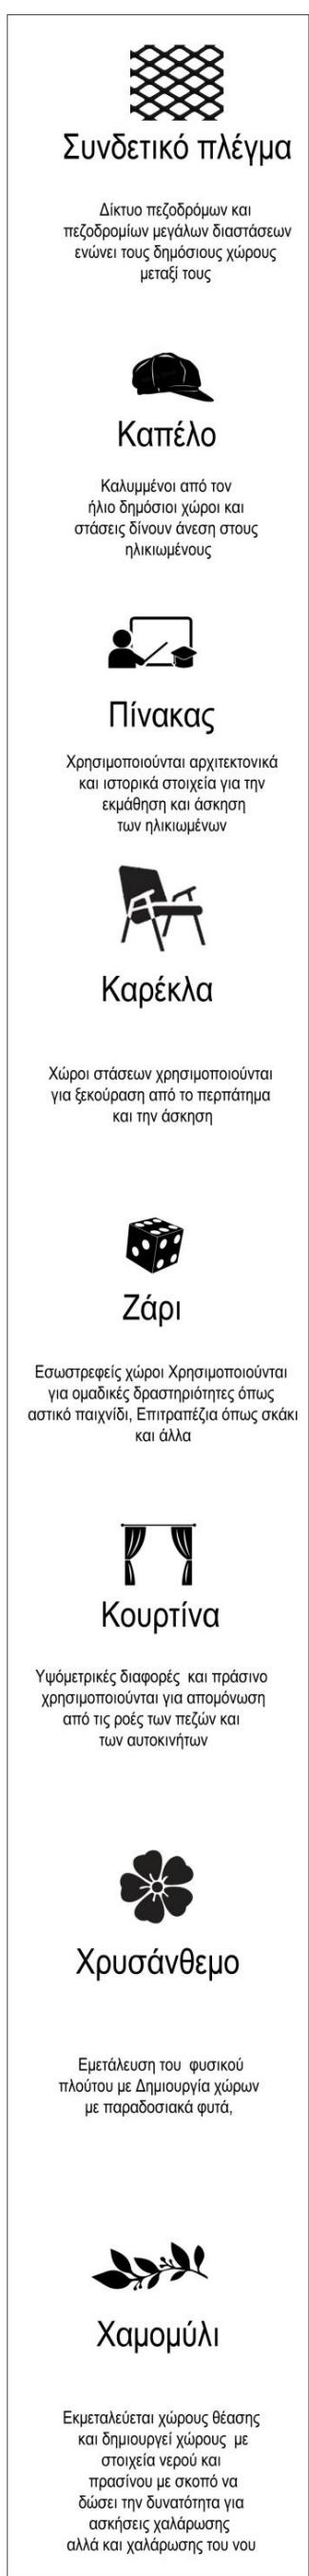 Συνδετικό πλέγμα
Δίκτυο πεζοδρόμων και
πεζοδρομίων μεγάλων διαστάσεων
ενώνει τους δημόσιους χώρους
μεταξί τους
Καπέλο
Καλυμμένοι από τον
ήλιο δημόσιοι χώροι και
στάσεις δίνουν άνεση στους
ηλικιωμένους
Πίνακας
Χρησιμοποιούνται αρχιτεκτονικά
και ιστορικά στοιχεία για την
εκμάθηση και άσκηση
των ηλικιωμένων
Καρέκλα
Χώροι στάσεων χρησιμοποιούνται
για ξεκούραση από το περπάτημα
και την άσκηση
Ζάρι
Εσωστρεφείς χώροι Χρησιμοποιούνται
για ομαδικές δραστηριότητες όπως
αστικό παιχνίδι, Επιτραπέζια όπως σκάκι
και άλλα
Κουρτίνα
Υψόμετρικές διαφορές και πράσινο
χρησιμοποιούνται για απομόνωση
από τις ροές των πεζών και
των αυτοκινήτων
Χρυσάνθεμο
Εμετάλευση του φυσικού
πλούτου με Δημιουργία χώρων
με παραδοσιακά φυτά,
Χαμομύλι
Εκμεταλεύεται χώρους θέασης
και δημιουργεί χώρους με
στοιχεία νερού και
πρασίνου με σκοπό να
δώσει την δυνατότητα για
ασκήσεις χαλάρωσης
αλλά και χαλάρωσης του νου